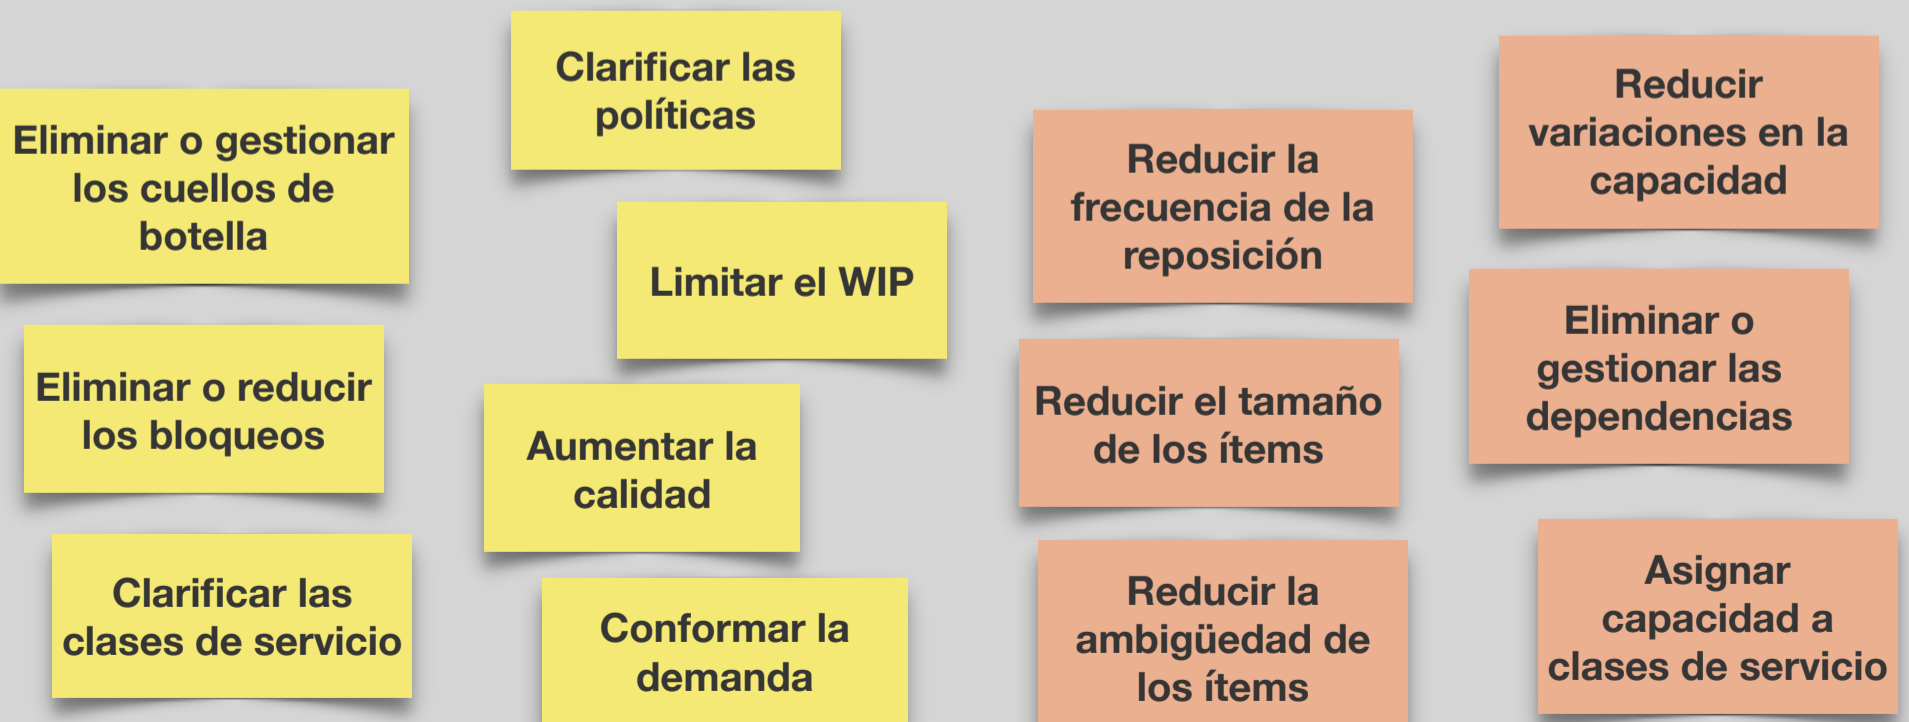 Eliminar o gestionar
los cuellos de
botella
Eliminar o reducir
los bloqueos
Clarificar las
clases de servicio
Clarificar las
políticas
Limitar el WIP
Aumentar la
calidad
Conformar la
demanda
Reducir la
frecuencia de la
reposición
Reducir el tamaño
de los ítems
Reducir la
ambigüedad de
los ítems
Reducir
variaciones en la
capacidad
Eliminar o
gestionar las
dependencias
Asignar
capacidad a
clases de servicio